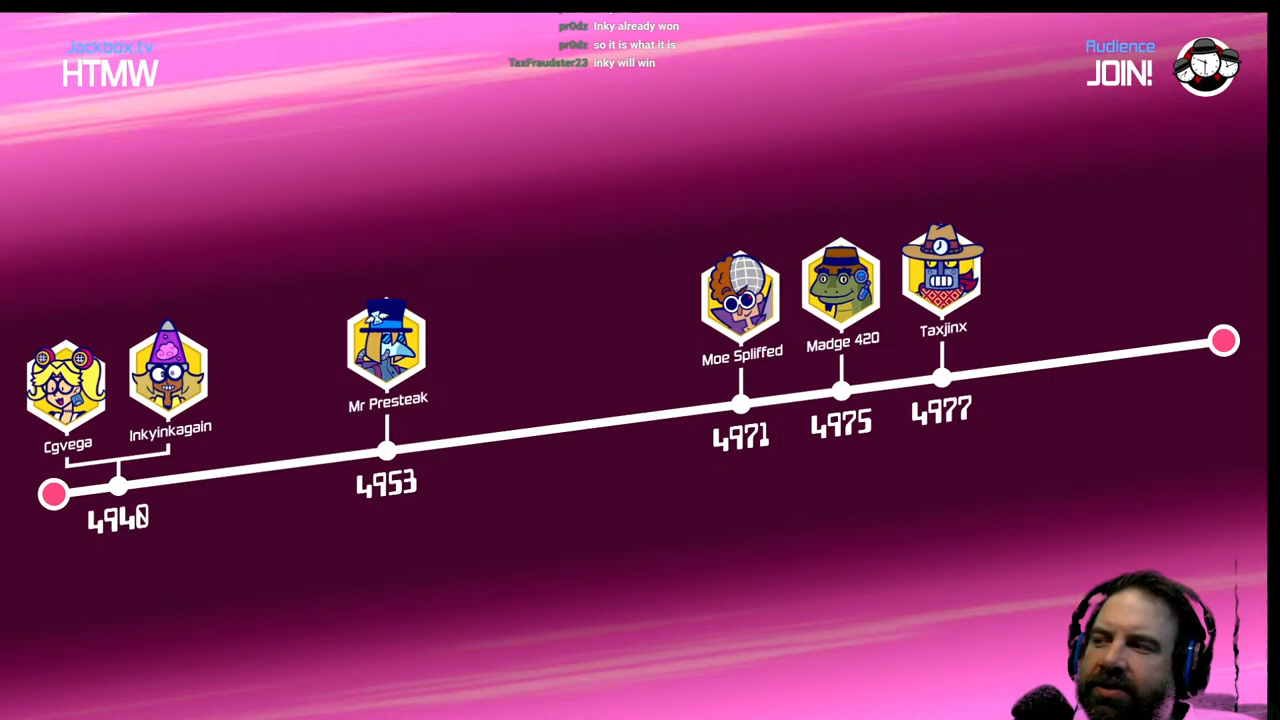 Jackbox.tv
HTMW
pr0dz Inky already won
pr0dz so it is what it is
TaxFraudster23 inky will win
Audience
JOIN!
Cgvega
Inkyinkagain
Mr Presteak
Moe Spliffed
Madge 420
Taxjinx
4940
4953
4971
4975
4977